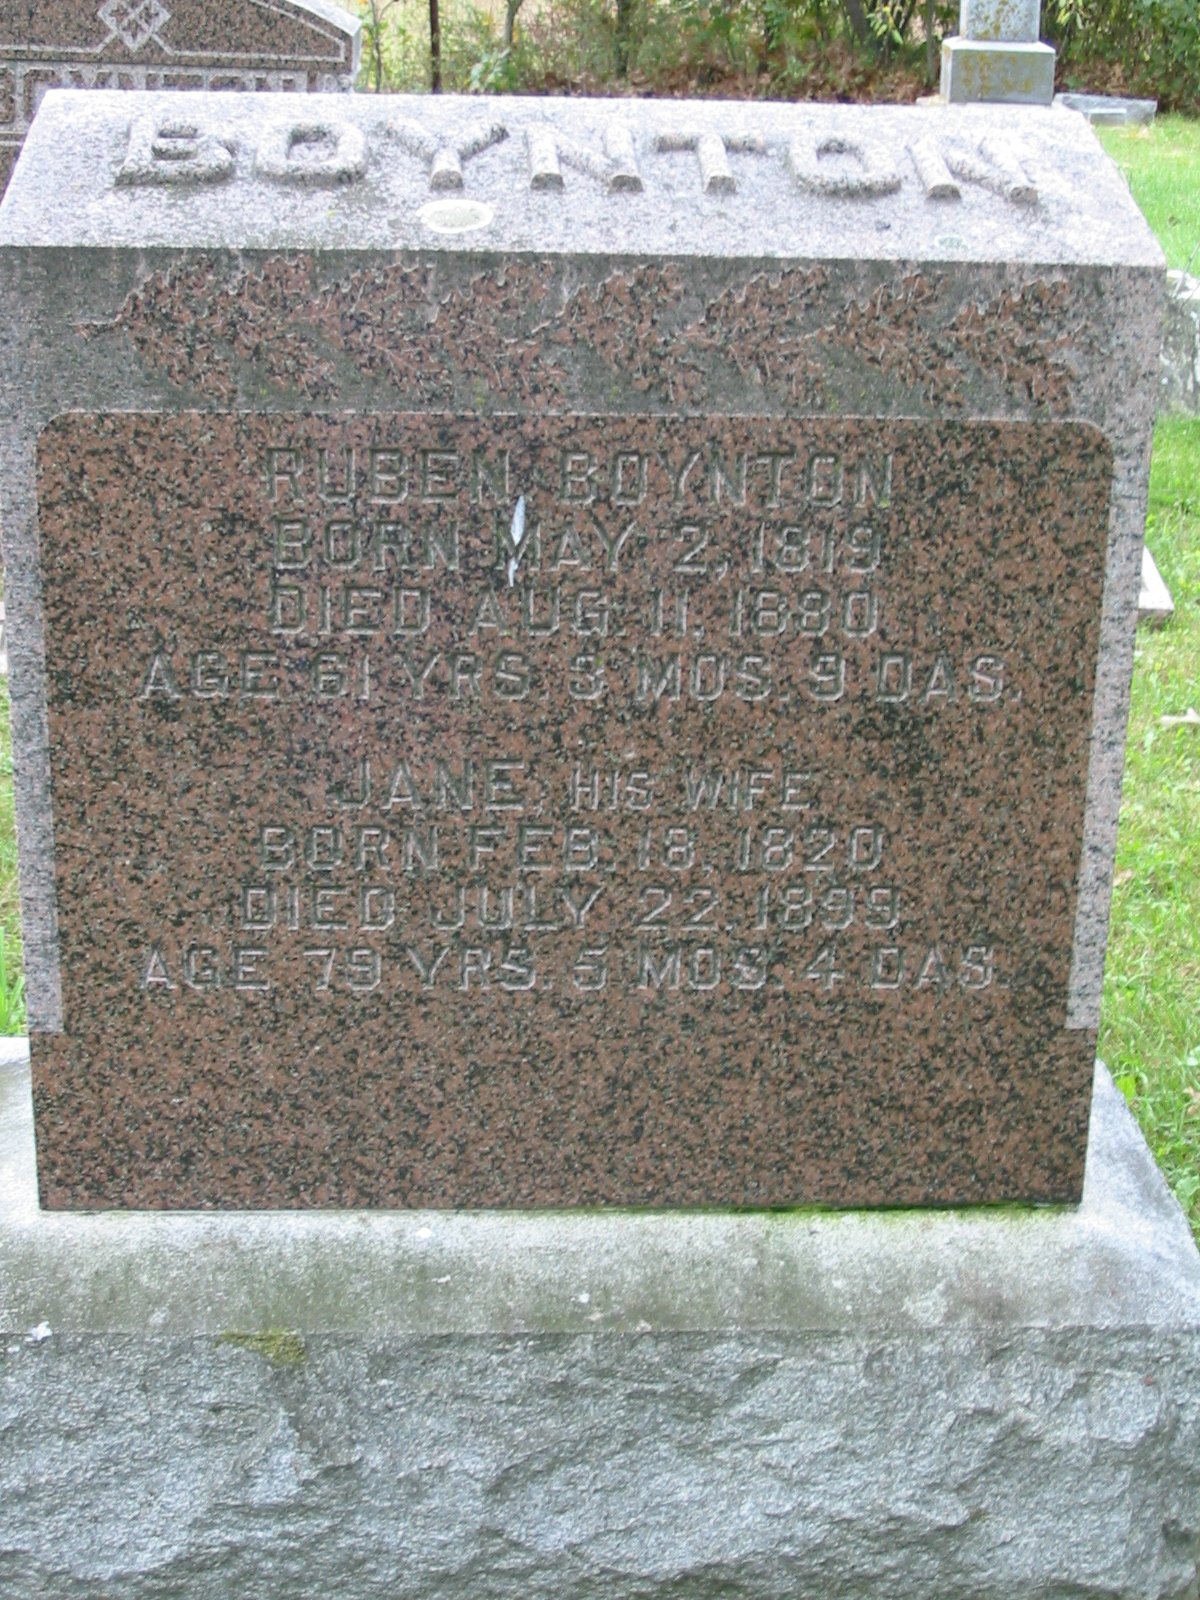 BOYNTON
RUBEN BOYNTON
BORN MAY 2, 1819
DIED AUG. 11, 1880
AGE 61 YRS. 3 MOS. 9 DAS.
JANE, HIS WIFE
BORN FEB. 18, 1820
DIED JULY 22, 1899
AGE 79 YRS. 5 MOS. 4 DAS.